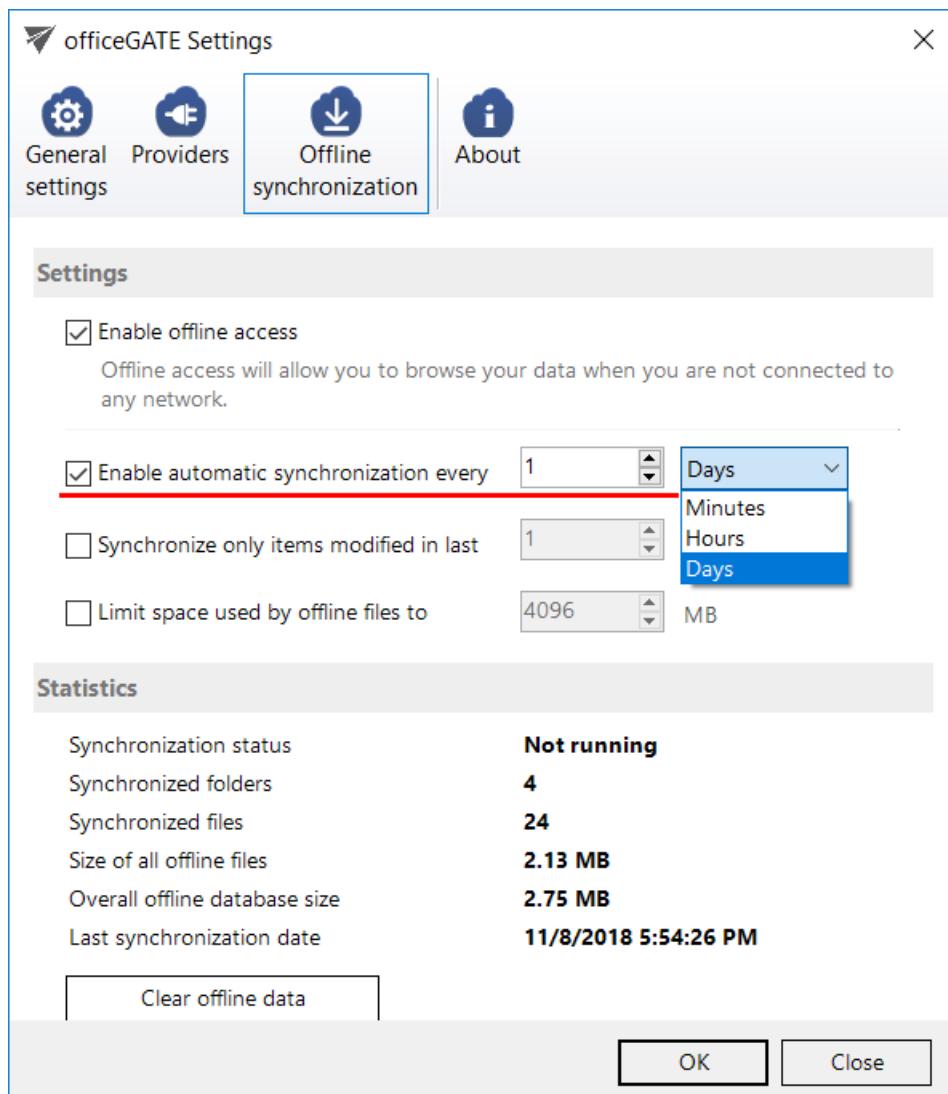 officeGATE Settings
General settings
Providers
Offline synchronization
About
Settings
Enable offline access
Offline access will allow you to browse your data when you are not connected to
any network.
Enable automatic synchronization every 1 Days
Minutes
Hours
Days
Synchronize only items modified in last 1
Limit space used by offline files to 4096 MB
Statistics
Synchronization status Not running
Synchronized folders 4
Synchronized files 24
Size of all offline files 2.13 MB
Overall offline database size 2.75 MB
Last synchronization date 11/8/2018 5:54:26 PM
Clear offline data
OK Close